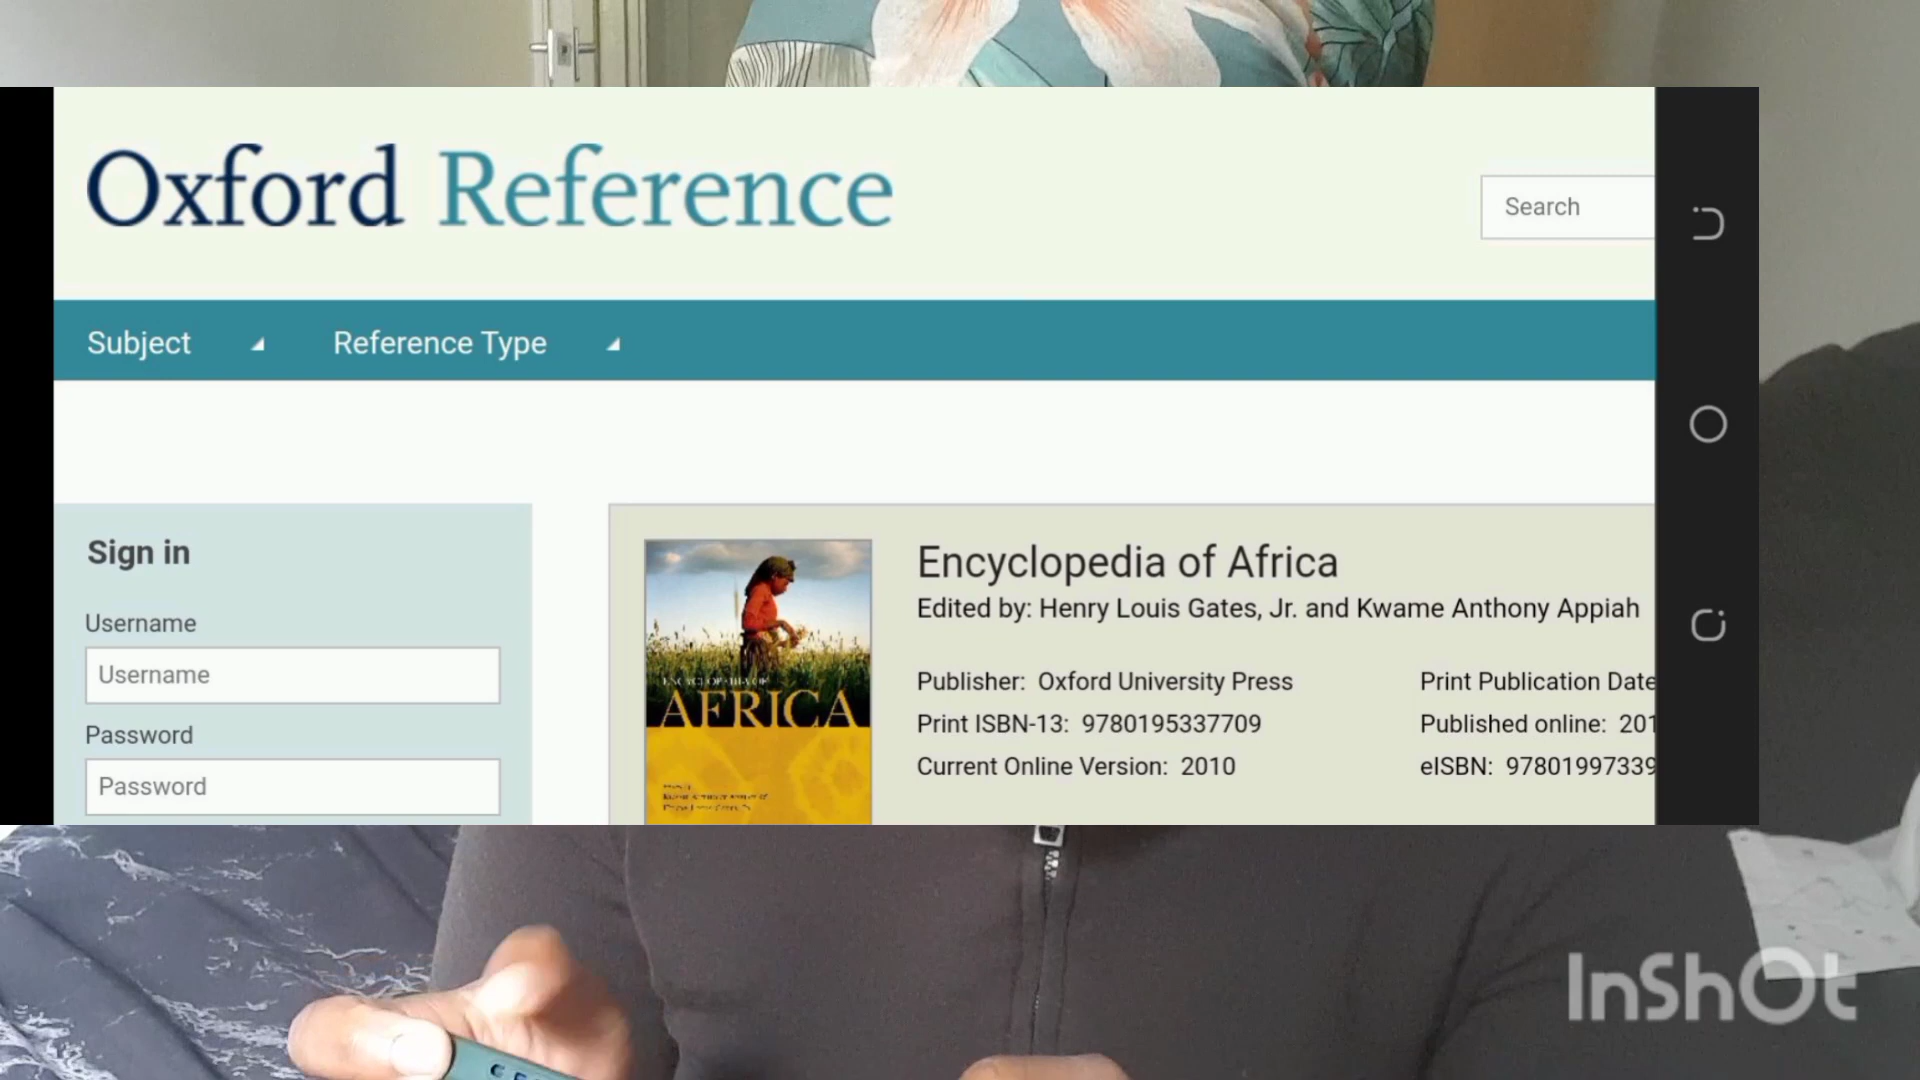 Oxford Reference
Search
Subject
Reference Type
Sign in
Username
Username
Password
Password
AFRICA
Encyclopedia of Africa
Edited by: Henry Louis Gates, Jr. and Kwame Anthony Appiah
Publisher: Oxford University Press
Print ISBN-13: 9780195337709
Current Online Version: 2010
Print Publication Date
Published online: 201
eISBN: 97801997339
InShOt